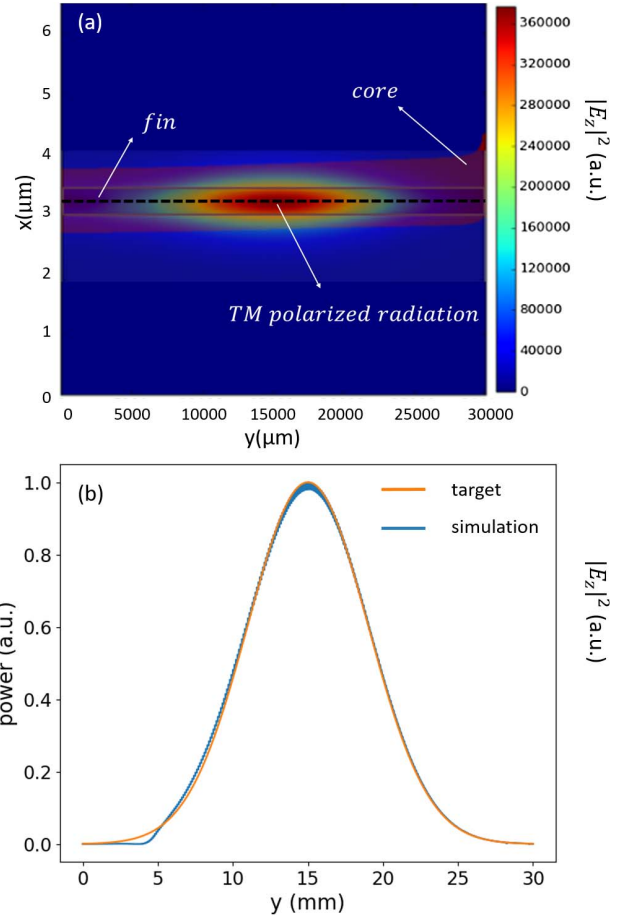 (a)
fin
core
TM polarized radiation
6
5
4
3
2
1
0
x(μm)
0 5000 10000 15000 20000 25000 30000
y(μm)
360000
320000
280000
240000
200000
160000
120000
80000
40000
0
|E_z|² (a.u.)
(b)
target
simulation
1.0
0.8
0.6
0.4
0.2
0.0
power (a.u.)
0 5 10 15 20 25 30
y (mm)
|E_z|² (a.u.)